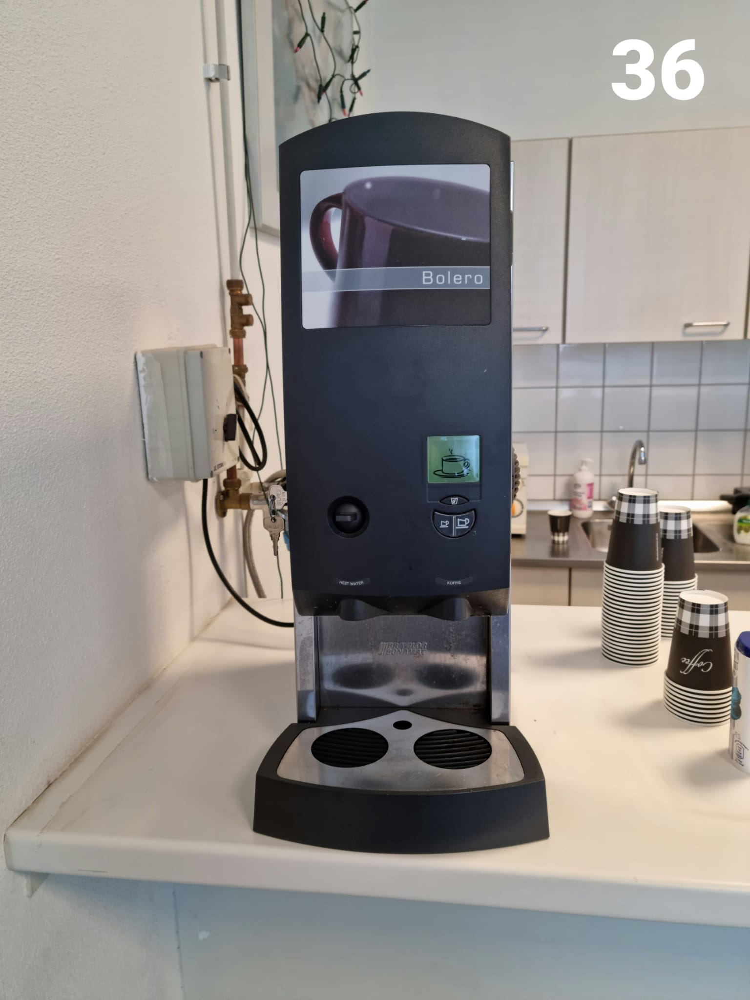 36
Bolero
HEET WATER
KOFFIE
BRAVILOR
BONAMAT
Coffee